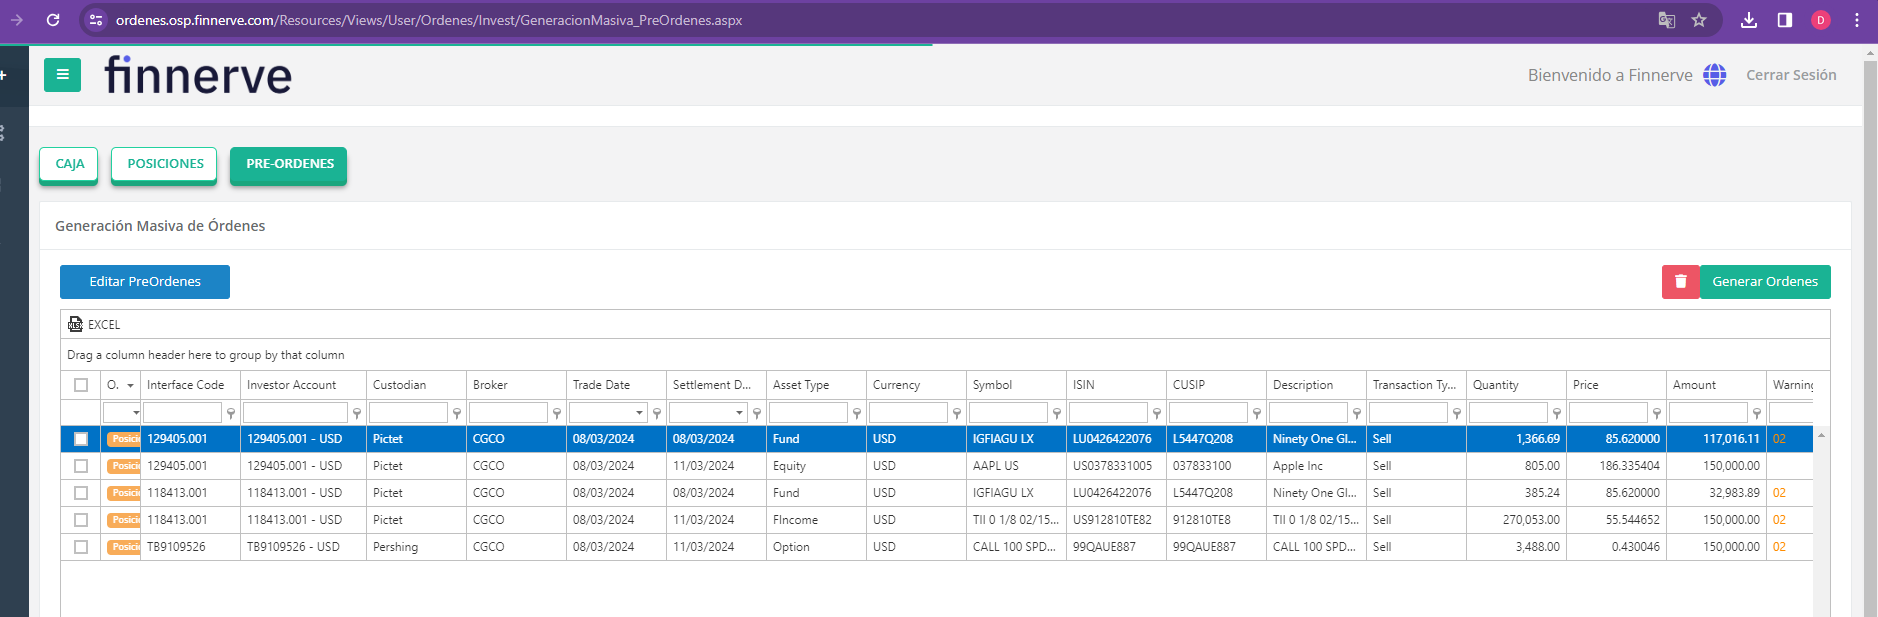 ordenes.osp.finnerve.com/Resources/Views/User/Ordenes/Invest/GeneracionMasiva_PreOrdenes.aspx
D
finnerve
Bienvenido a Finnerve Cerrar Sesión
CAJA POSICIONES PRE-ORDENES
Generación Masiva de Órdenes
Editar PreOrdenes Generar Ordenes
EXCEL
Drag a column header here to group by that column
O. Interface Code Investor Account Custodian Broker Trade Date Settlement D... Asset Type Currency Symbol ISIN CUSIP Description Transaction Ty... Quantity Price Amount Warning
Posici 129405.001 129405.001 - USD Pictet CGCO 08/03/2024 08/03/2024 Fund USD IGFIAGU LX LU0426422076 L5447Q208 Ninety One Gl... Sell 1,366.69 85.620000 117,016.11 02
Posici 129405.001 129405.001 - USD Pictet CGCO 08/03/2024 11/03/2024 Equity USD AAPL US US0378331005 037833100 Apple Inc Sell 805.00 186.335404 150,000.00
Posici 118413.001 118413.001 - USD Pictet CGCO 08/03/2024 08/03/2024 Fund USD IGFIAGU LX LU0426422076 L5447Q208 Ninety One Gl... Sell 385.24 85.620000 32,983.89 02
Posici 118413.001 118413.001 - USD Pictet CGCO 08/03/2024 11/03/2024 FIncome USD TII 0 1/8 02/15... US912810TE82 912810TE8 TII 0 1/8 02/15... Sell 270,053.00 55.544652 150,000.00 02
Posici TB9109526 TB9109526 - USD Pershing CGCO 08/03/2024 11/03/2024 Option USD CALL 100 SPD... 99QAUE887 99QAUE887 CALL 100 SPD... Sell 3,488.00 0.430046 150,000.00 02